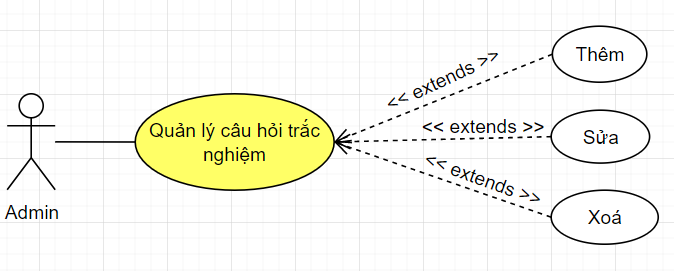 Thêm
<< extends >>
Quản lý câu hỏi trắc
nghiệm
<< extends >>
Sửa
<< extends >>
Xoá
Admin